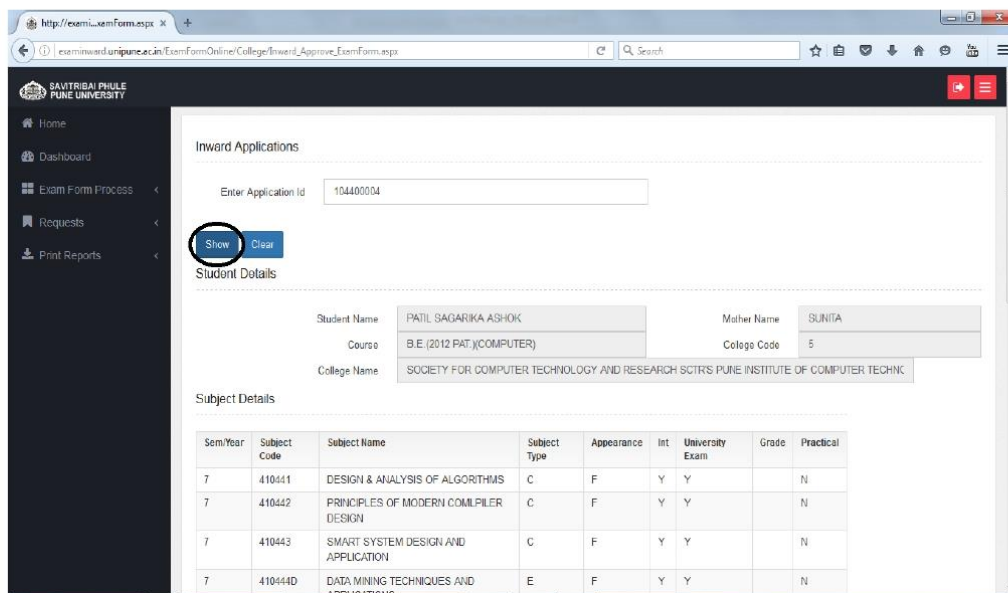 http://exami...xamForm.aspx × +
examinward.unipune.ac.in/ExamFormOnline/College/Inward_Approve_ExamForm.aspx
Search
SAVITRIBAI PHULE
PUNE UNIVERSITY
Home
Dashboard
Exam Form Process
Requests
Print Reports
Inward Applications
Enter Application Id 104400004
Show Clear
Student Details
Student Name PATIL SAGARIKA ASHOK Mother Name SUNITA
Course B.E.(2012 PAT.)(COMPUTER) College Code 5
College Name SOCIETY FOR COMPUTER TECHNOLOGY AND RESEARCH SCTR'S PUNE INSTITUTE OF COMPUTER TECHNC
Subject Details
Sem/Year Subject Code Subject Name Subject Type Appearance Int University Exam Grade Practical
7 410441 DESIGN & ANALYSIS OF ALGORITHMS C F Y Y N
7 410442 PRINCIPLES OF MODERN COMLPILER DESIGN C F Y Y N
7 410443 SMART SYSTEM DESIGN AND APPLICATION C F Y Y N
7 410444D DATA MINING TECHNIQUES AND APPLICATIONS E F Y Y N